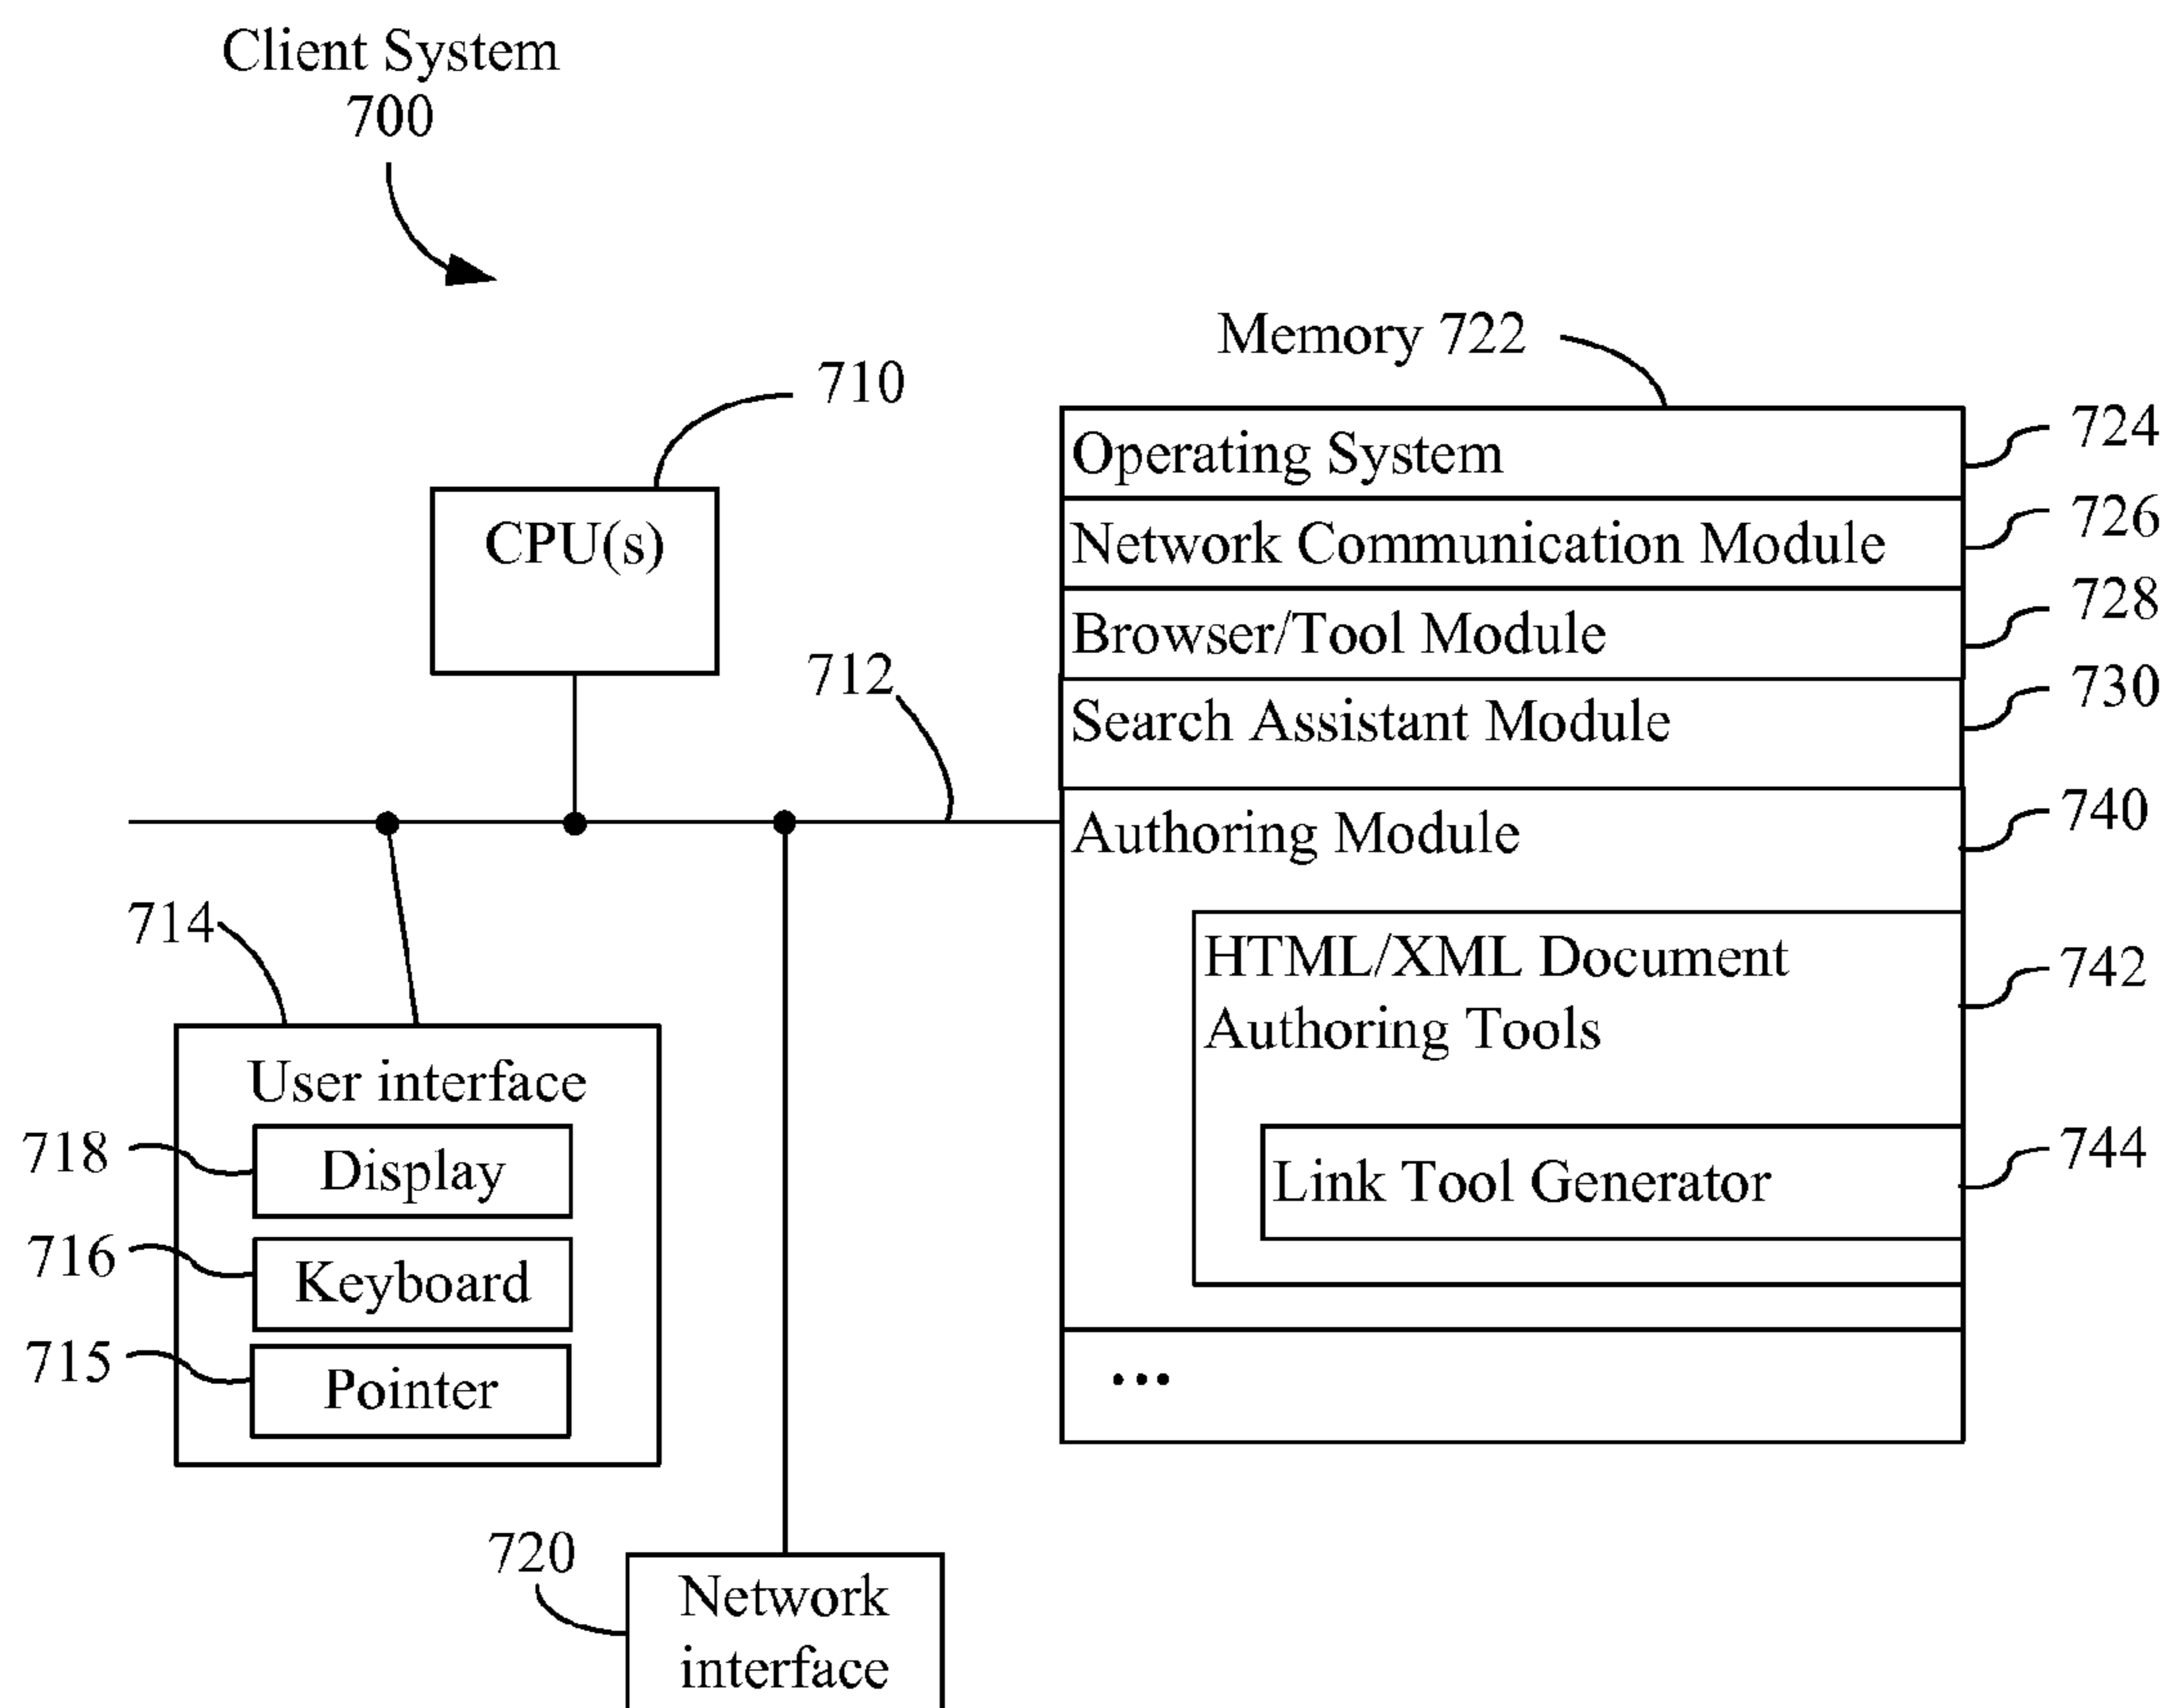 Client System
700
Memory 722
710
CPU(s)
712
Operating System
724
Network Communication Module
726
Browser/Tool Module
728
Search Assistant Module
730
Authoring Module
740
HTML/XML Document
Authoring Tools
742
Link Tool Generator
744
...
714
User interface
718
Display
716
Keyboard
715
Pointer
720
Network
interface